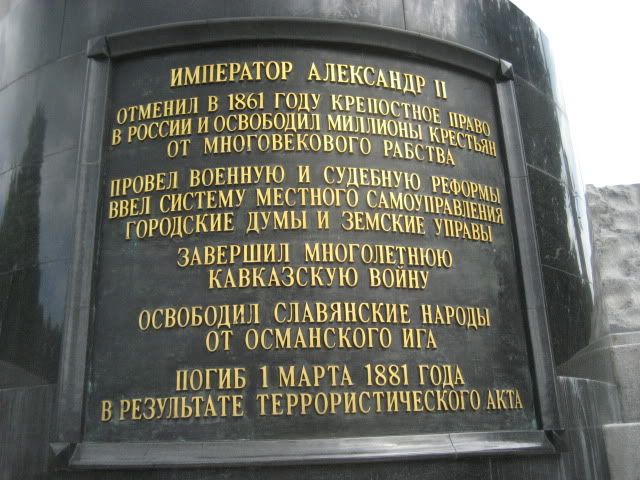 ИМПЕРАТОР АЛЕКСАНДР II
ОТМЕНИЛ В 1861 ГОДУ КРЕПОСТНОЕ ПРАВО
В РОССИИ И ОСВОБОДИЛ МИЛЛИОНЫ КРЕСТЬЯН
ОТ МНОГОВЕКОВОГО РАБСТВА
ПРОВЕЛ ВОЕННУЮ И СУДЕБНУЮ РЕФОРМЫ
ВВЕЛ СИСТЕМУ МЕСТНОГО САМОУПРАВЛЕНИЯ
ГОРОДСКИЕ ДУМЫ И ЗЕМСКИЕ УПРАВЫ
ЗАВЕРШИЛ МНОГОЛЕТНЮЮ
КАВКАЗСКУЮ ВОЙНУ
ОСВОБОДИЛ СЛАВЯНСКИЕ НАРОДЫ
ОТ ОСМАНСКОГО ИГА
ПОГИБ 1 МАРТА 1881 ГОДА
В РЕЗУЛЬТАТЕ ТЕРРОРИСТИЧЕСКОГО АКТА